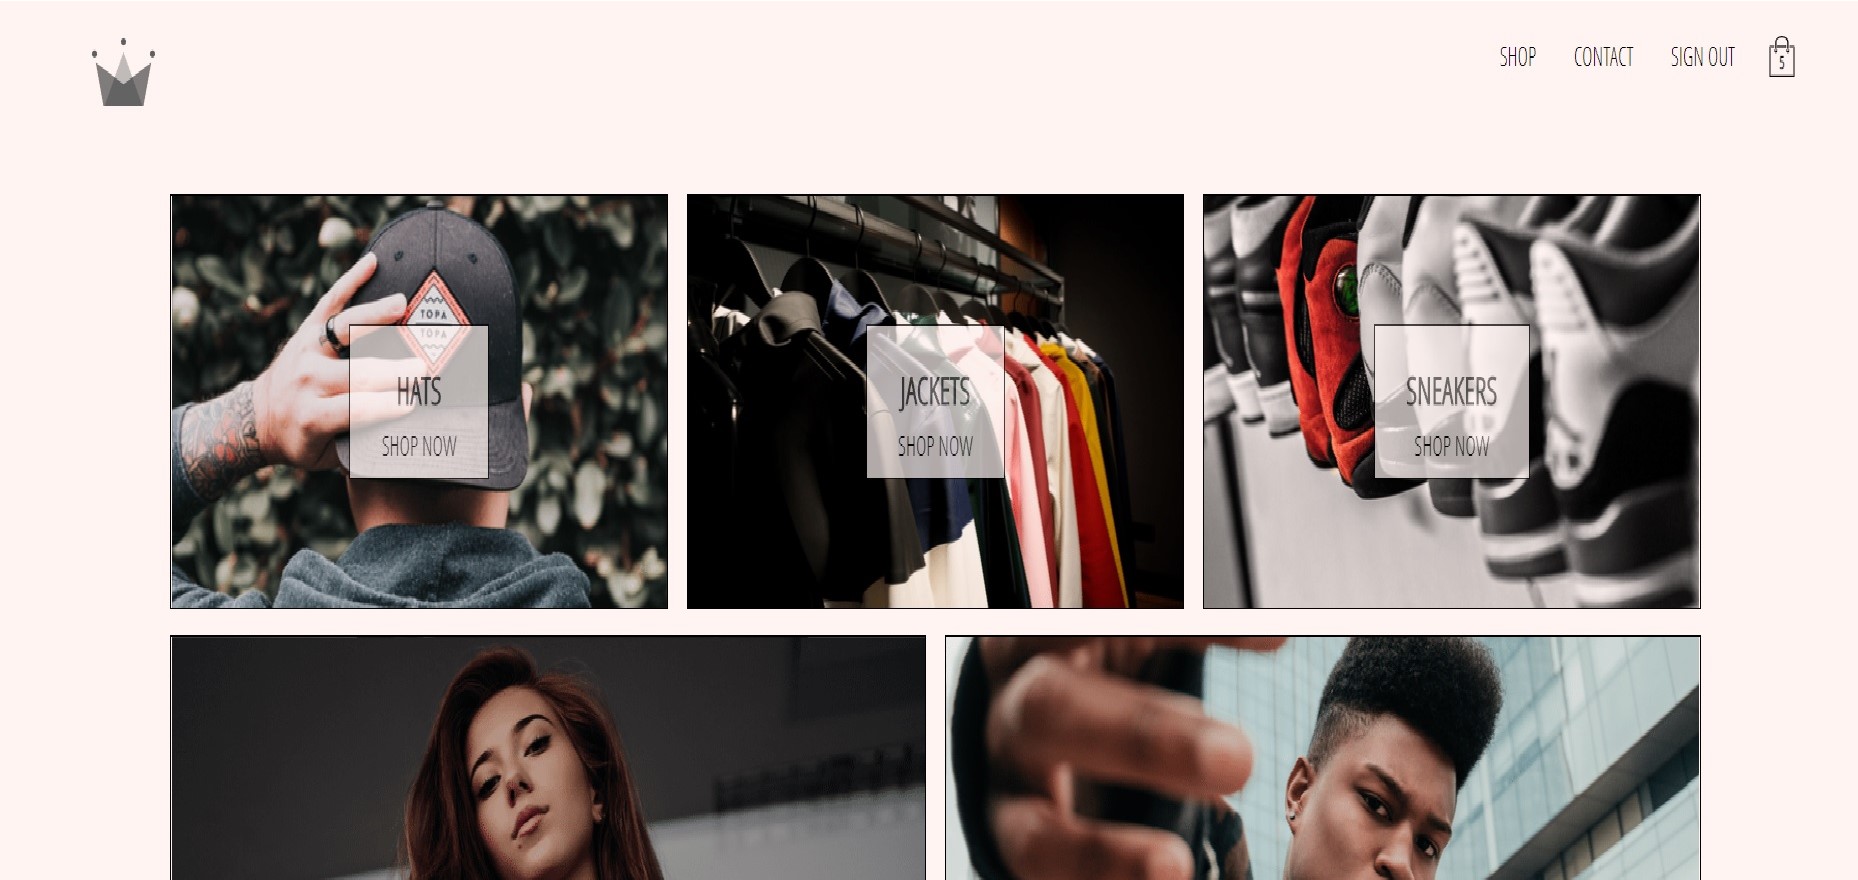 SHOP CONTACT SIGN OUT 5
TOPA
TOPA
HATS
SHOP NOW
JACKETS
SHOP NOW
SNEAKERS
SHOP NOW